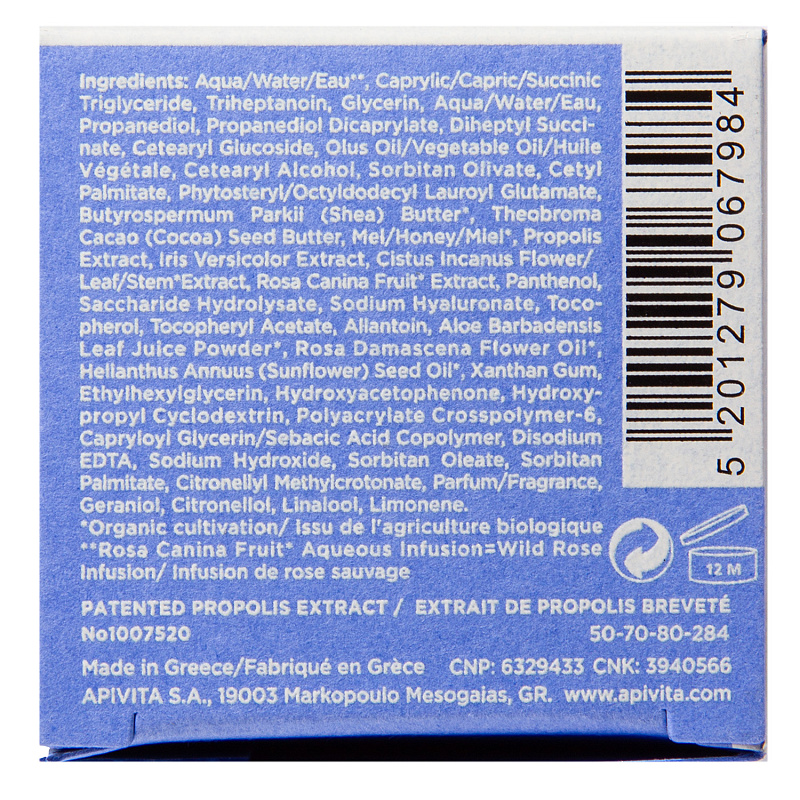 Ingredients: Aqua/Water/Eau**, Caprylic/Capric/Succinic
Triglyceride, Triheptanoin, Glycerin, Aqua/Water/Eau,
Propanediol, Propanediol Dicaprylate, Diheptyl Succi-
nate, Cetearyl Glucoside, Olus Oil/Vegetable Oil/Huile
Végétale, Cetearyl Alcohol, Sorbitan Olivate, Cetyl
Palmitate, Phytosteryl/Octyldodecyl Lauroyl Glutamate,
Butyrospermum Parkii (Shea) Butter*, Theobroma
Cacao (Cocoa) Seed Butter, Mel/Honey/Miel*, Propolis
Extract, Iris Versicolor Extract, Cistus Incanus Flower/
Leaf/Stem*Extract, Rosa Canina Fruit* Extract, Panthenol,
Saccharide Hydrolysate, Sodium Hyaluronate, Toco-
pherol, Tocopheryl Acetate, Allantoin, Aloe Barbadensis
Leaf Juice Powder*, Rosa Damascena Flower Oil*,
Helianthus Annuus (Sunflower) Seed Oil*, Xanthan Gum,
Ethylhexylglycerin, Hydroxyacetophenone, Hydroxy-
propyl Cyclodextrin, Polyacrylate Crosspolymer-6,
Capryloyl Glycerin/Sebacic Acid Copolymer, Disodium
EDTA, Sodium Hydroxide, Sorbitan Oleate, Sorbitan
Palmitate, Citronellyl Methylcrotonate, Parfum/Fragrance,
Geraniol, Citronellol, Linalool, Limonene.
*Organic cultivation/ Issu de l'agriculture biologique
**Rosa Canina Fruit* Aqueous Infusion=Wild Rose
Infusion/ Infusion de rose sauvage
12 M
PATENTED PROPOLIS EXTRACT / EXTRAIT DE PROPOLIS BREVETÉ
No1007520 50-70-80-284
Made in Greece/Fabriqué en Grèce CNP: 6329433 CNK: 3940566
APIVITA S.A., 19003 Markopoulo Mesogaias, GR. www.apivita.com
5 201279 067984